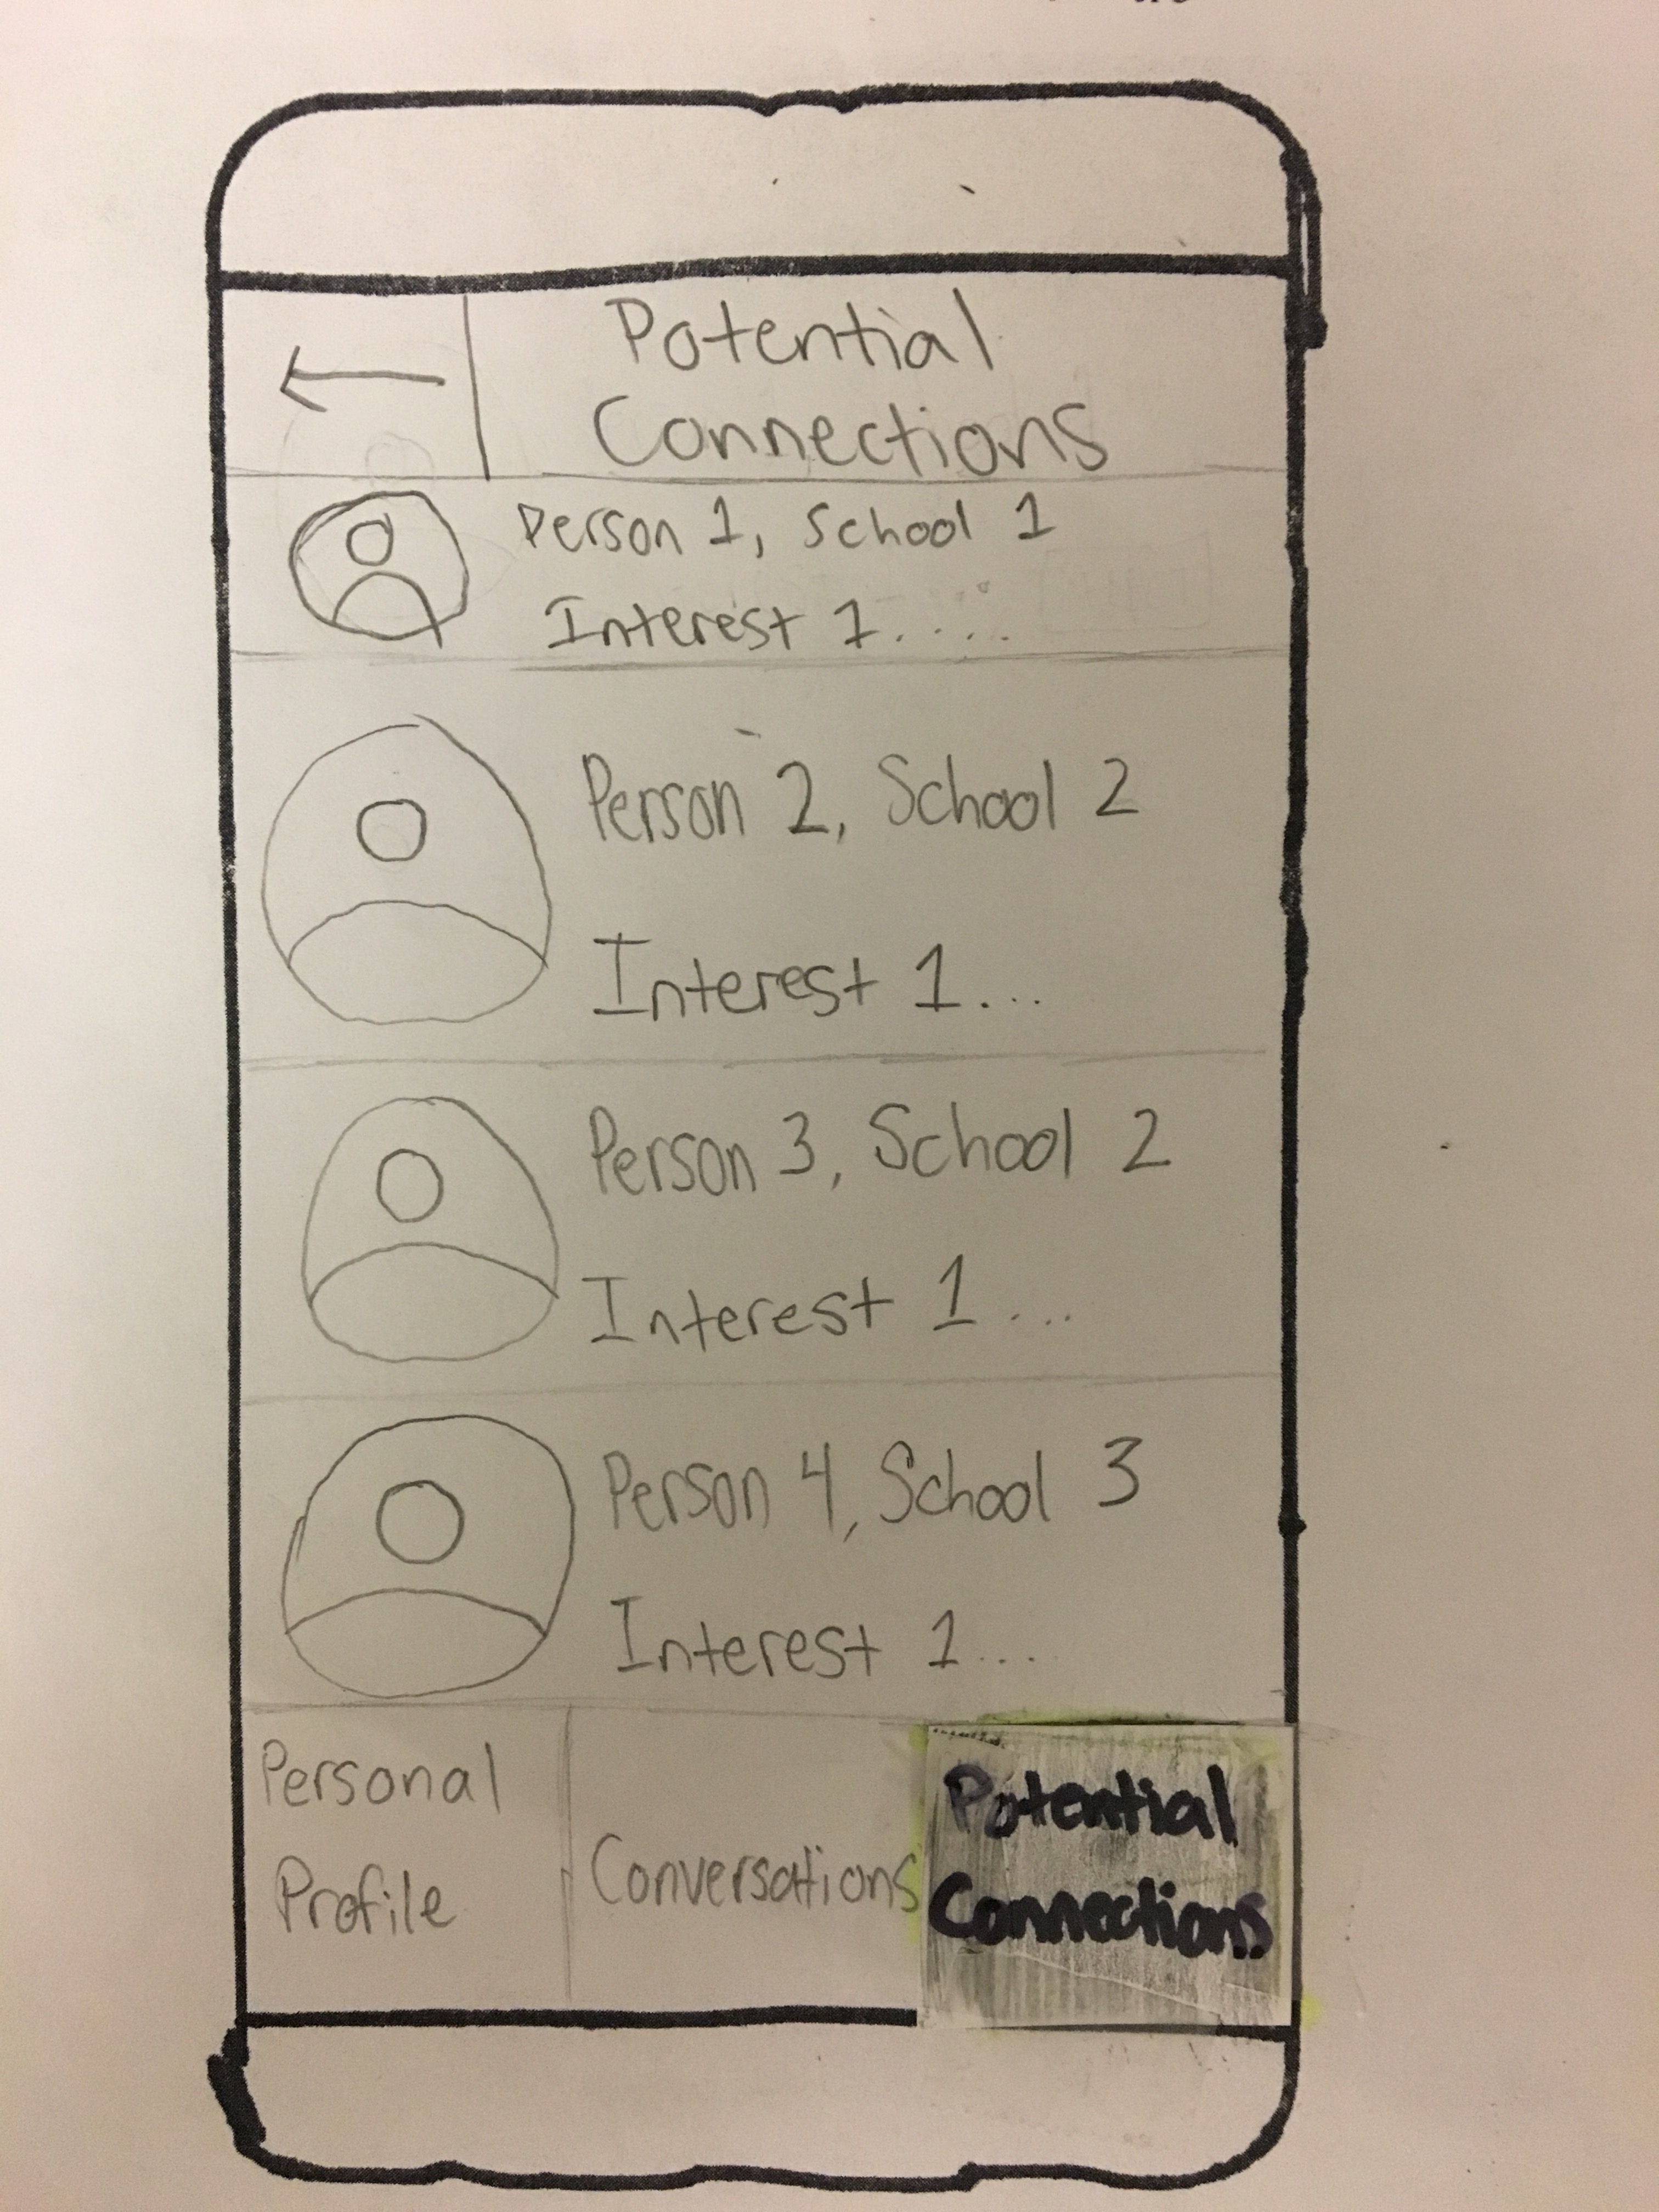 Potential
Connections
Person 1, School 1
Interest 1.....
Person 2, School 2
Interest 1...
Person 3, School 2
Interest 1...
Person 4, School 3
Interest 1...
Personal
Profile
Conversations
Potential
Connections